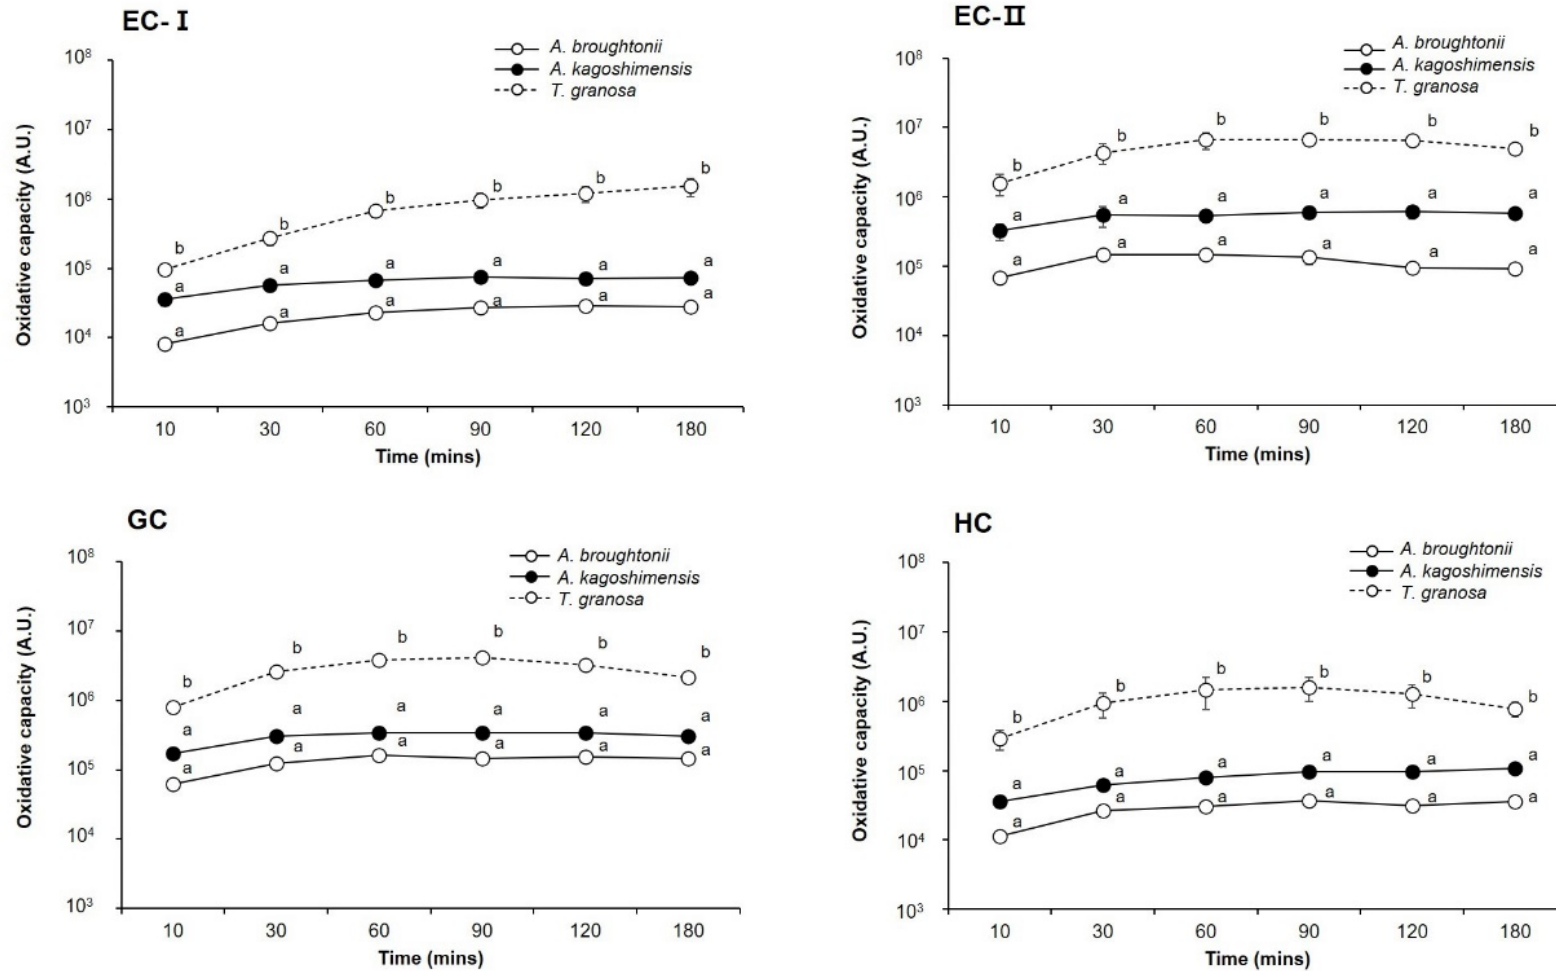 EC-Ⅰ
A. broughtonii
A. kagoshimensis
T. granosa
Oxidative capacity (A.U.)
10⁸
10⁷
10⁶
10⁵
10⁴
10³
b b b b b b
a a a a a a
a a a a a a
10 30 60 90 120 180
Time (mins)
EC-Ⅱ
A. broughtonii
A. kagoshimensis
T. granosa
Oxidative capacity (A.U.)
10⁸
10⁷
10⁶
10⁵
10⁴
10³
b b b b b b
a a a a a a
a a a a a a
10 30 60 90 120 180
Time (mins)
GC
A. broughtonii
A. kagoshimensis
T. granosa
Oxidative capacity (A.U.)
10⁸
10⁷
10⁶
10⁵
10⁴
10³
b b b b b b
a a a a a a
a a a a a a
10 30 60 90 120 180
Time (mins)
HC
A. broughtonii
A. kagoshimensis
T. granosa
Oxidative capacity (A.U.)
10⁸
10⁷
10⁶
10⁵
10⁴
10³
b b b b b b
a a a a a a
a a a a a a
10 30 60 90 120 180
Time (mins)